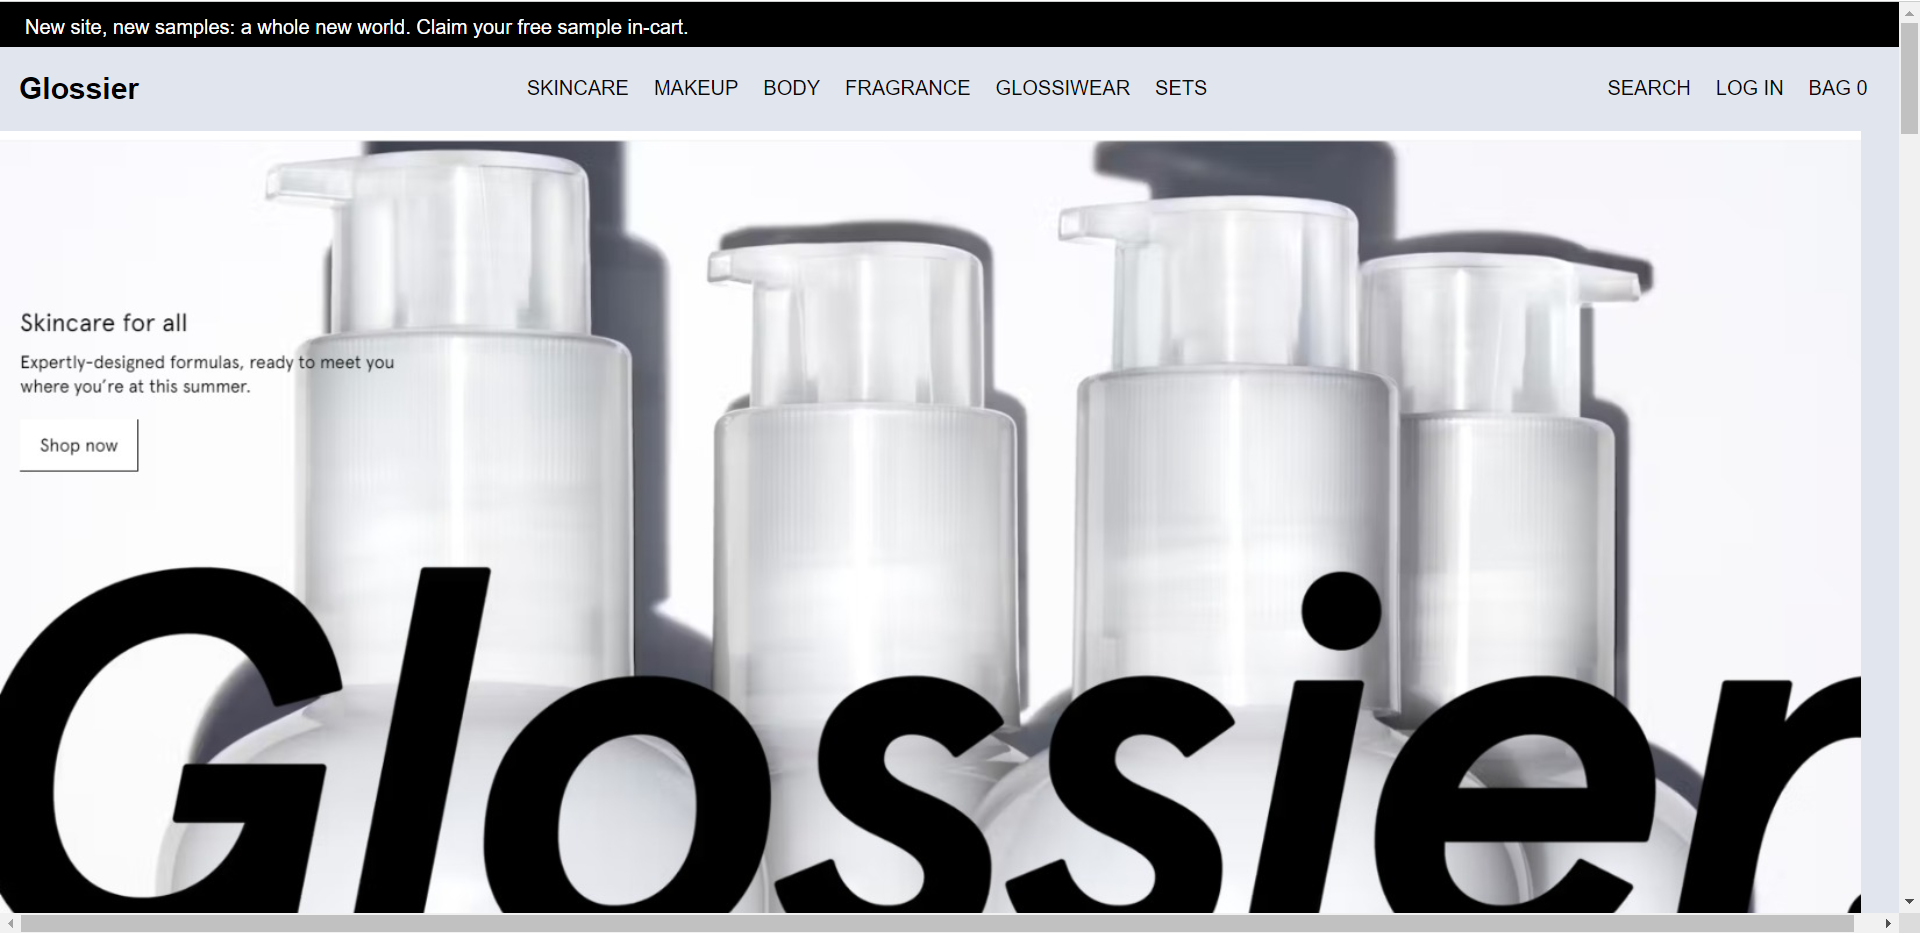 New site, new samples: a whole new world. Claim your free sample in-cart.
Glossier SKINCARE MAKEUP BODY FRAGRANCE GLOSSIWEAR SETS SEARCH LOG IN BAG 0
Skincare for all
Expertly-designed formulas, ready to meet you
where you’re at this summer.
Shop now
Glossier.